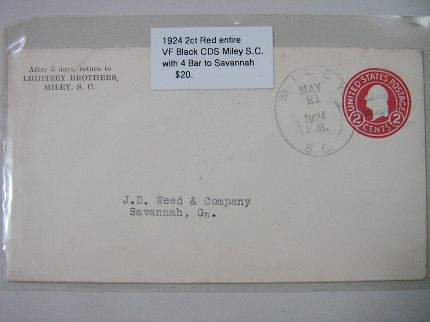 1924 2ct Red entire
VF Black CDS Miley S.C.
with 4 Bar to Savannah
$20.
After 5 days, return to
LIGHTSEY BROTHERS,
MILEY, S. C.
MILEY
MAY
21
1924
P.M.
S. C.
UNITED STATES POSTAGE
2 CENTS 2
J.D. Weed & Company
Savannah, Ga.